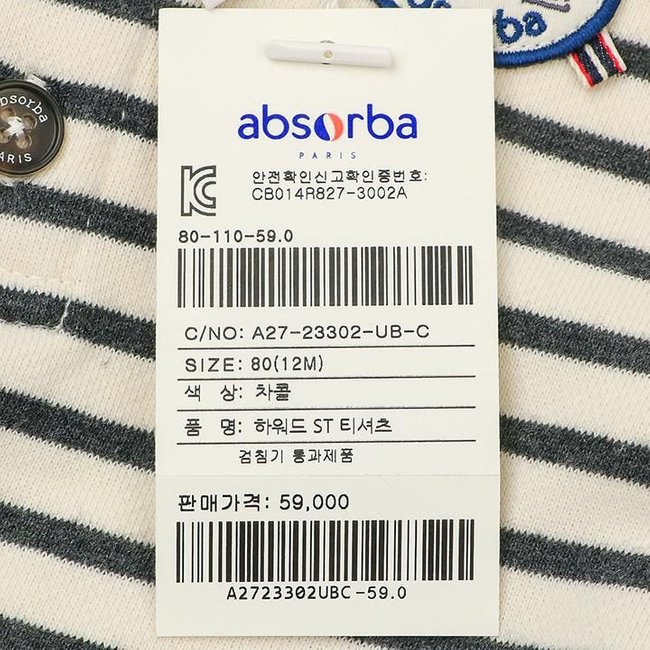 absorba
PARIS
absorba
PARIS
안전확인신고확인증번호:
CB014R827-3002A
80-110-59.0
C/NO: A27-23302-UB-C
SIZE: 80(12M)
색 상: 차콜
품 명: 하워드 ST 티셔츠
검침기 통과제품
판매가격: 59,000
A2723302UBC-59.0